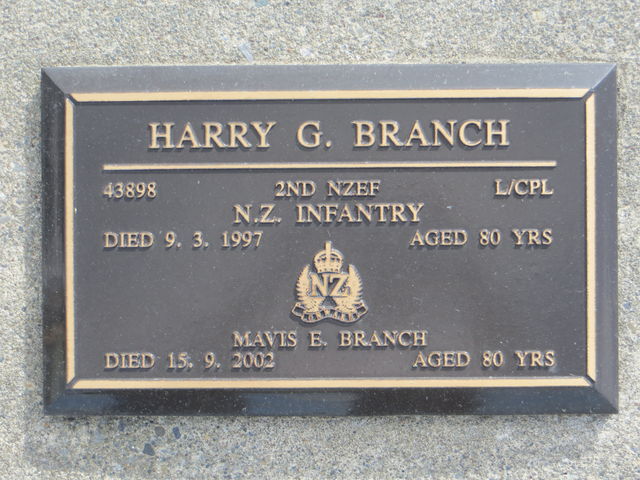 HARRY G. BRANCH
43898 2ND NZEF L/CPL
N.Z. INFANTRY
DIED 9. 3. 1997 AGED 80 YRS
NZ
ONWARD
MAVIS E. BRANCH
DIED 15. 9. 2002 AGED 80 YRS